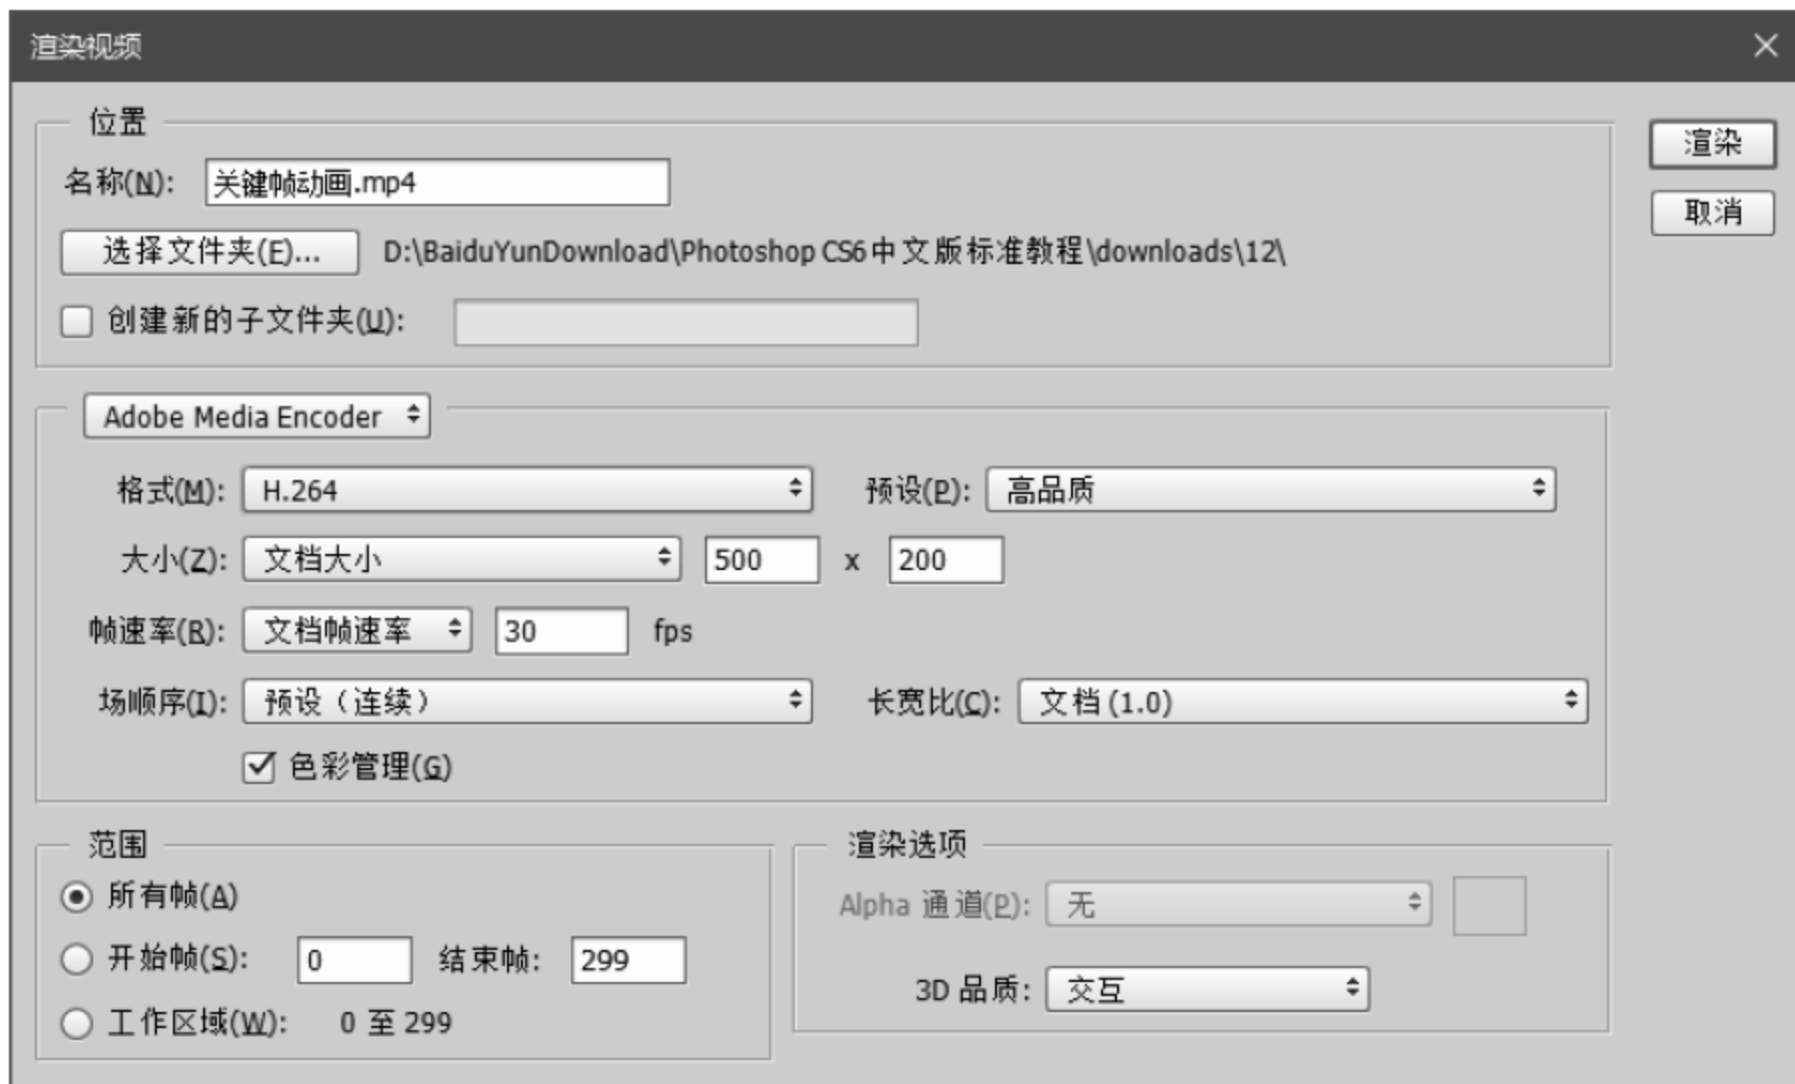 渲染视频
位置
名称(N): 关键帧动画.mp4
渲染
选择文件夹(F)... D:\BaiduYunDownload\Photoshop CS6中文版标准教程\downloads\12\
取消
创建新的子文件夹(U):
Adobe Media Encoder
格式(M): H.264 预设(P): 高品质
大小(Z): 文档大小 500 x 200
帧速率(R): 文档帧速率 30 fps
场顺序(I): 预设（连续） 长宽比(C): 文档 (1.0)
色彩管理(G)
范围
所有帧(A)
开始帧(S): 0 结束帧: 299
工作区域(W): 0 至 299
渲染选项
Alpha 通道(P): 无
3D 品质: 交互